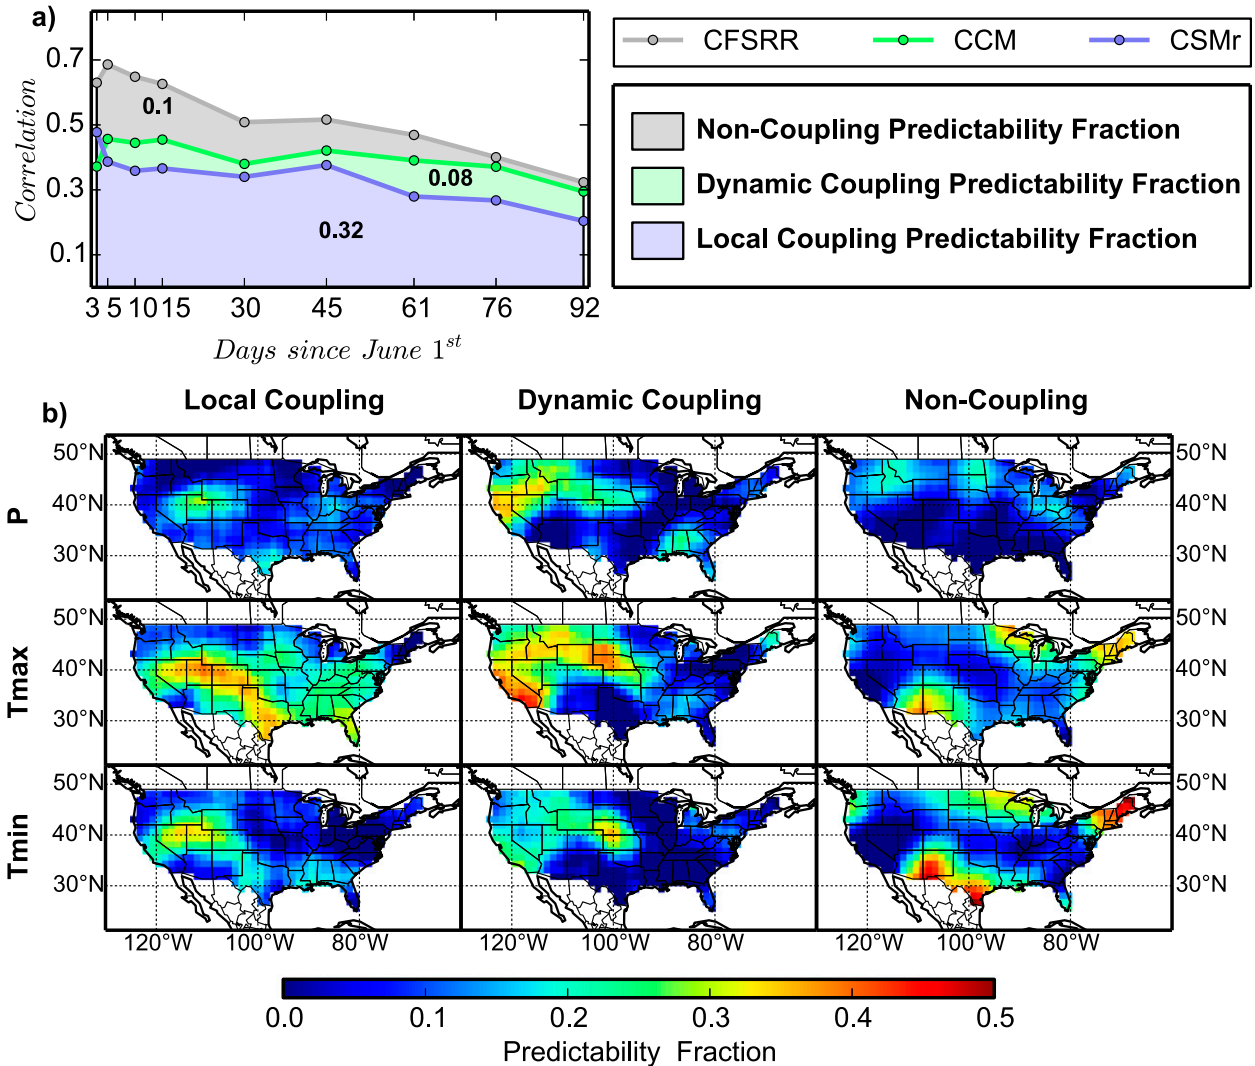 a)
CFSRR CCM CSMr
0.7
0.5
0.3
0.1
Correlation
0.1
0.08
0.32
Non-Coupling Predictability Fraction
Dynamic Coupling Predictability Fraction
Local Coupling Predictability Fraction
3 5 10 15 30 45 61 76 92
Days since June 1st
b)
Local Coupling Dynamic Coupling Non-Coupling
P
50°N 50°N
40°N 40°N
30°N 30°N
Tmax
50°N 50°N
40°N 40°N
30°N 30°N
Tmin
50°N 50°N
40°N 40°N
30°N 30°N
120°W 100°W 80°W 120°W 100°W 80°W 120°W 100°W 80°W
0.0 0.1 0.2 0.3 0.4 0.5
Predictability Fraction